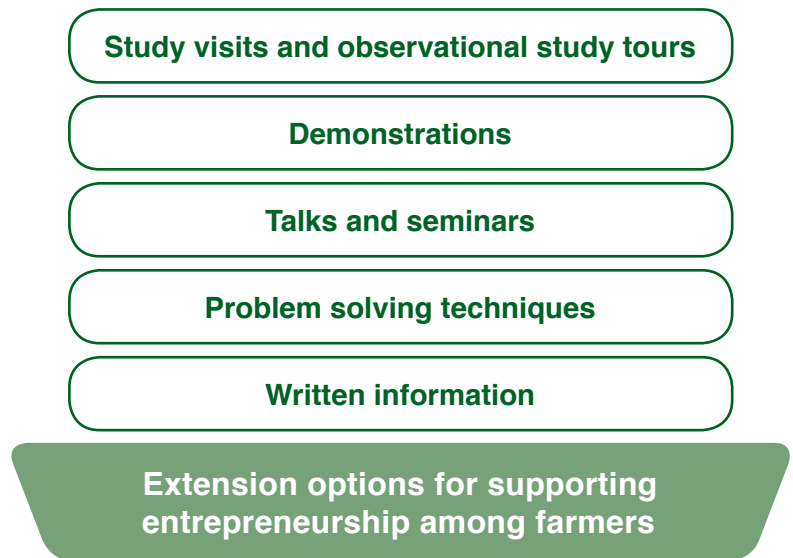 Study visits and observational study tours
Demonstrations
Talks and seminars
Problem solving techniques
Written information
Extension options for supporting
entrepreneurship among farmers